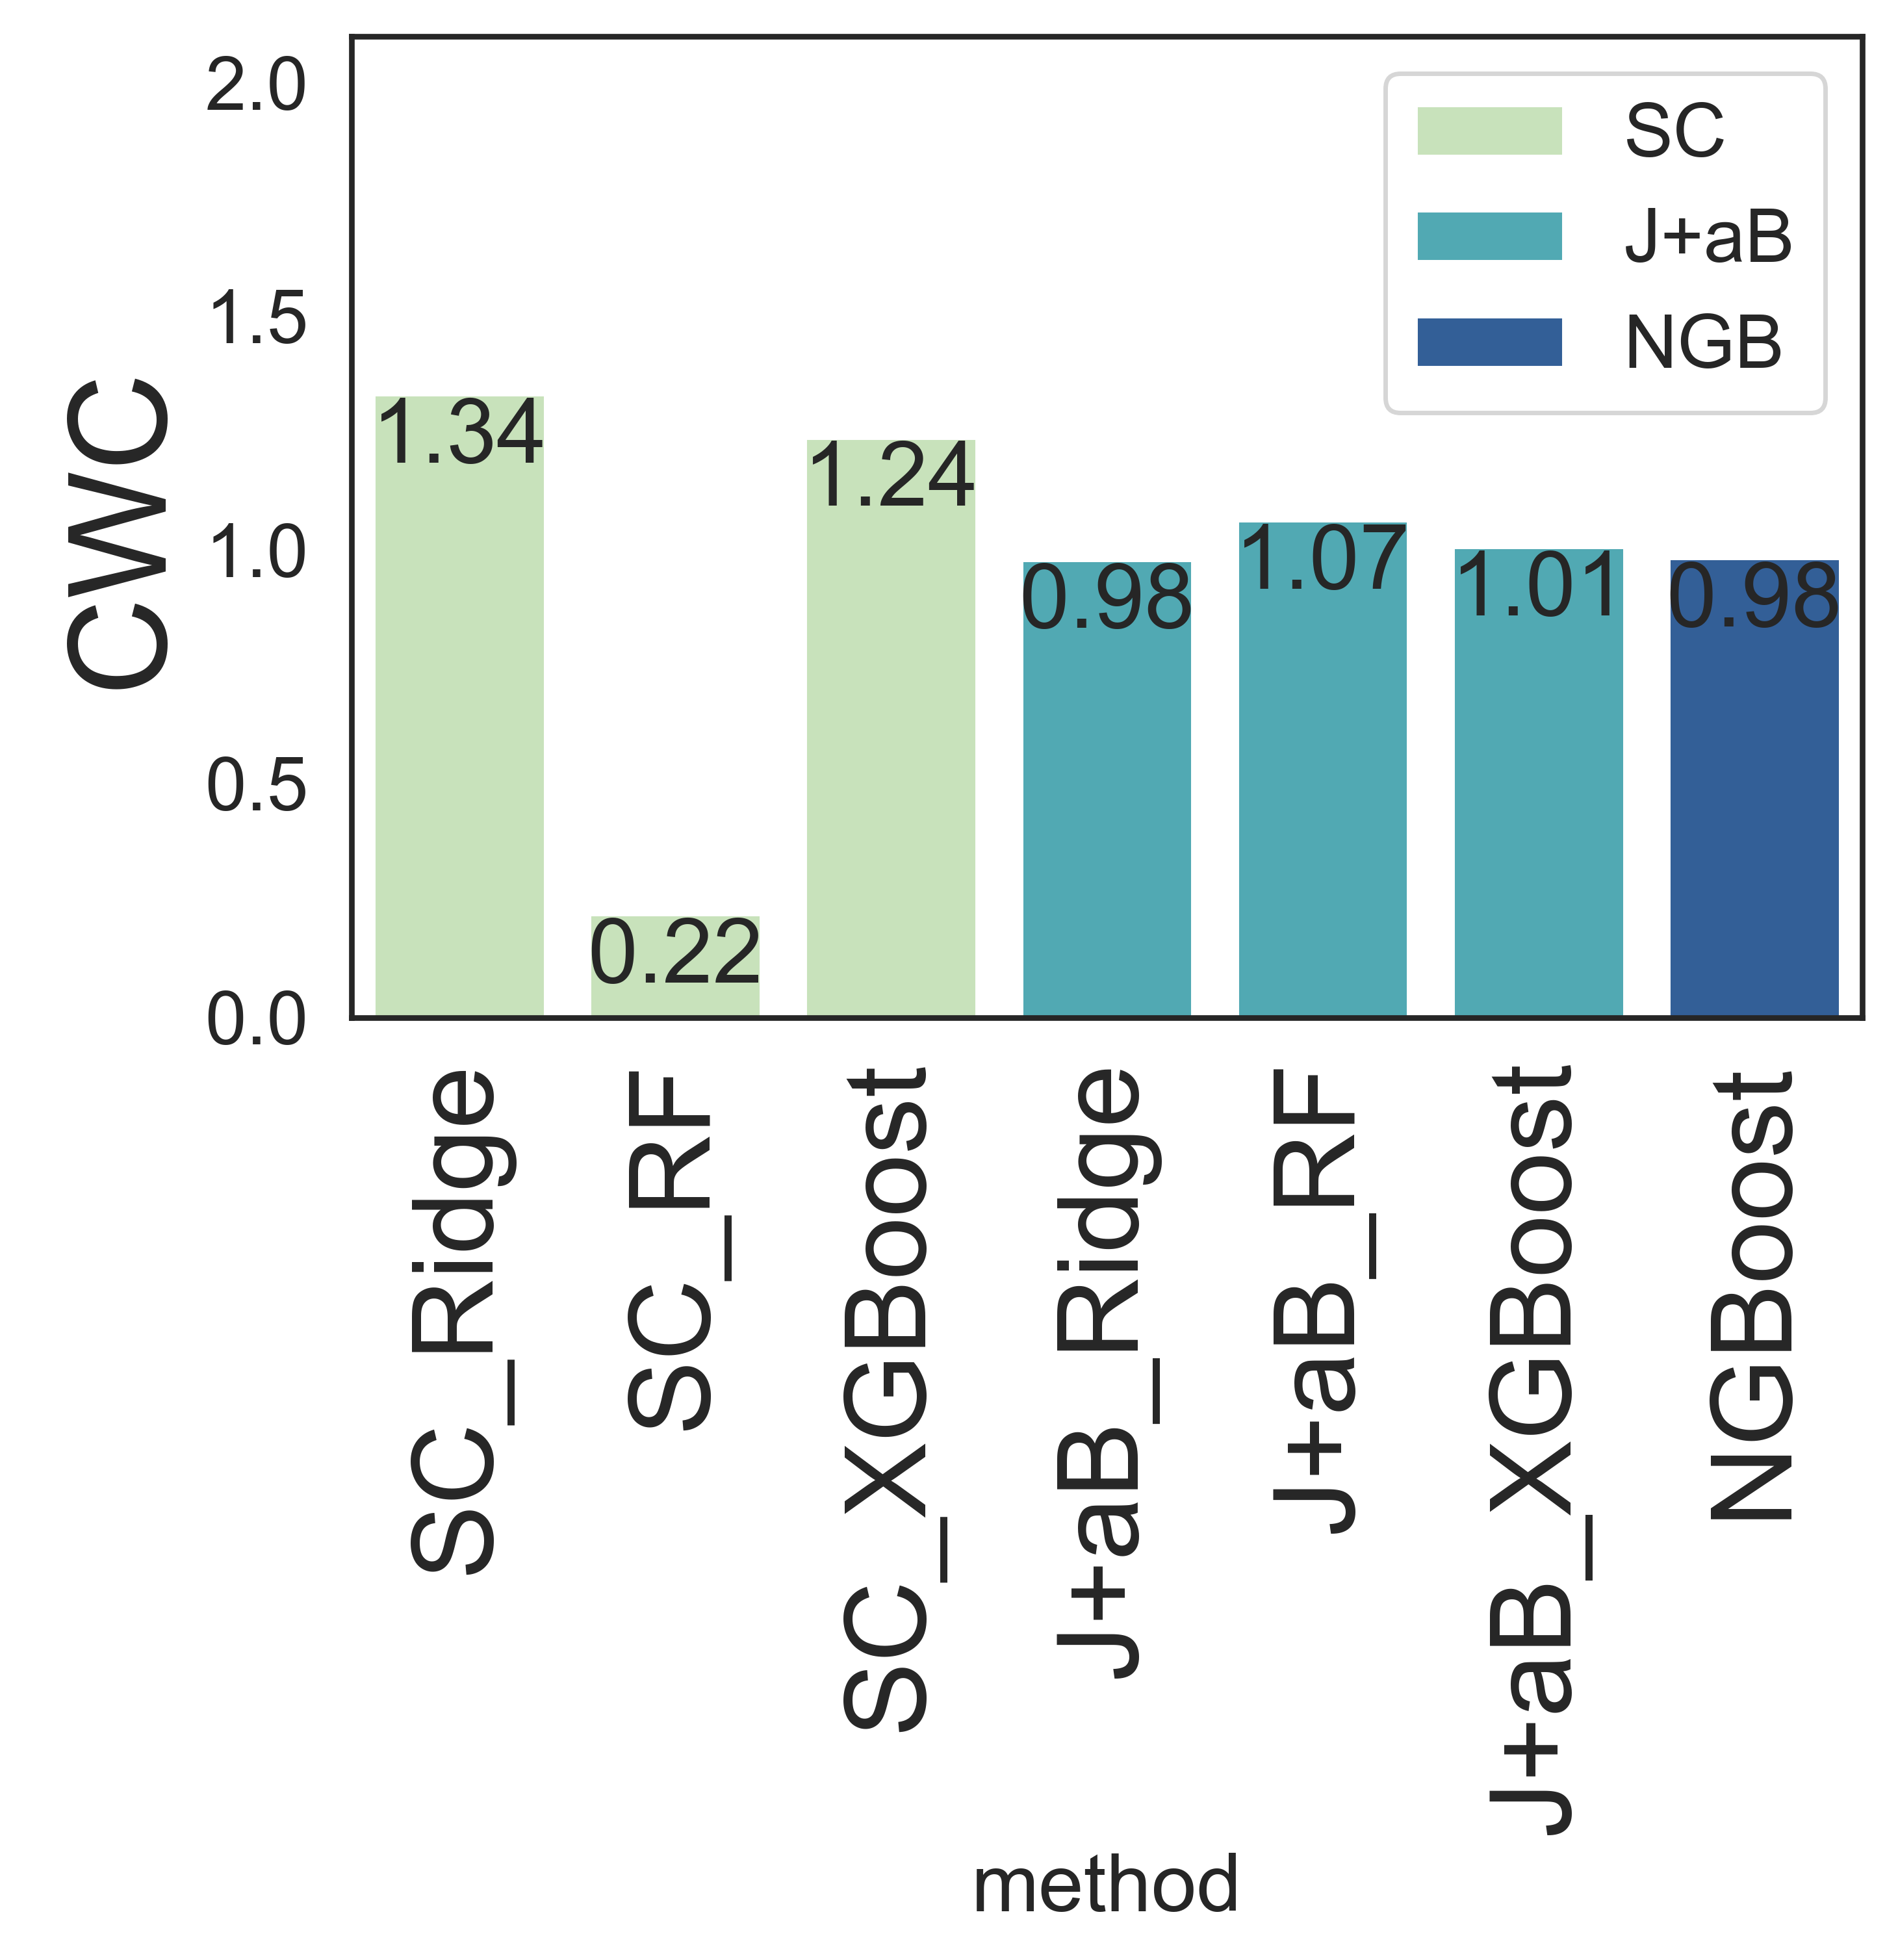 CWC
2.0
1.5
1.0
0.5
0.0
SC
J+aB
NGB
1.34
0.22
1.24
0.98
1.07
1.01
0.98
SC_Ridge
SC_RF
SC_XGBoost
J+aB_Ridge
J+aB_RF
J+aB_XGBoost
NGBoost
method